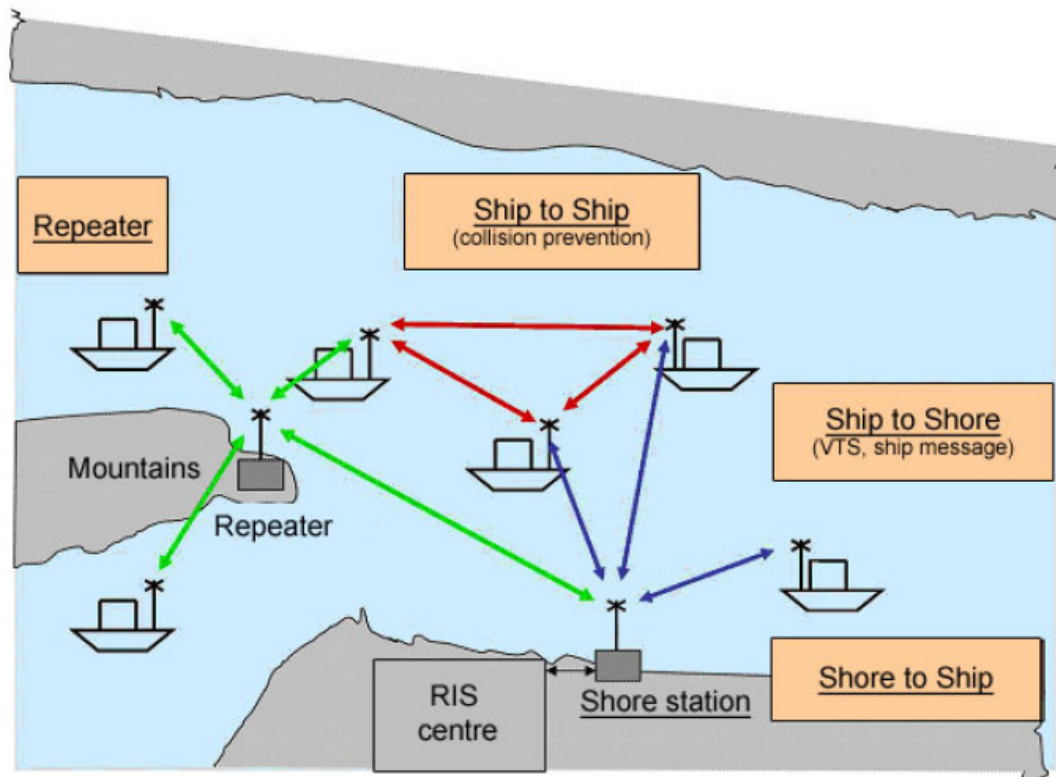 Repeater
Ship to Ship
(collision prevention)
Ship to Shore
(VTS, ship message)
Mountains
Repeater
RIS
centre
Shore station
Shore to Ship